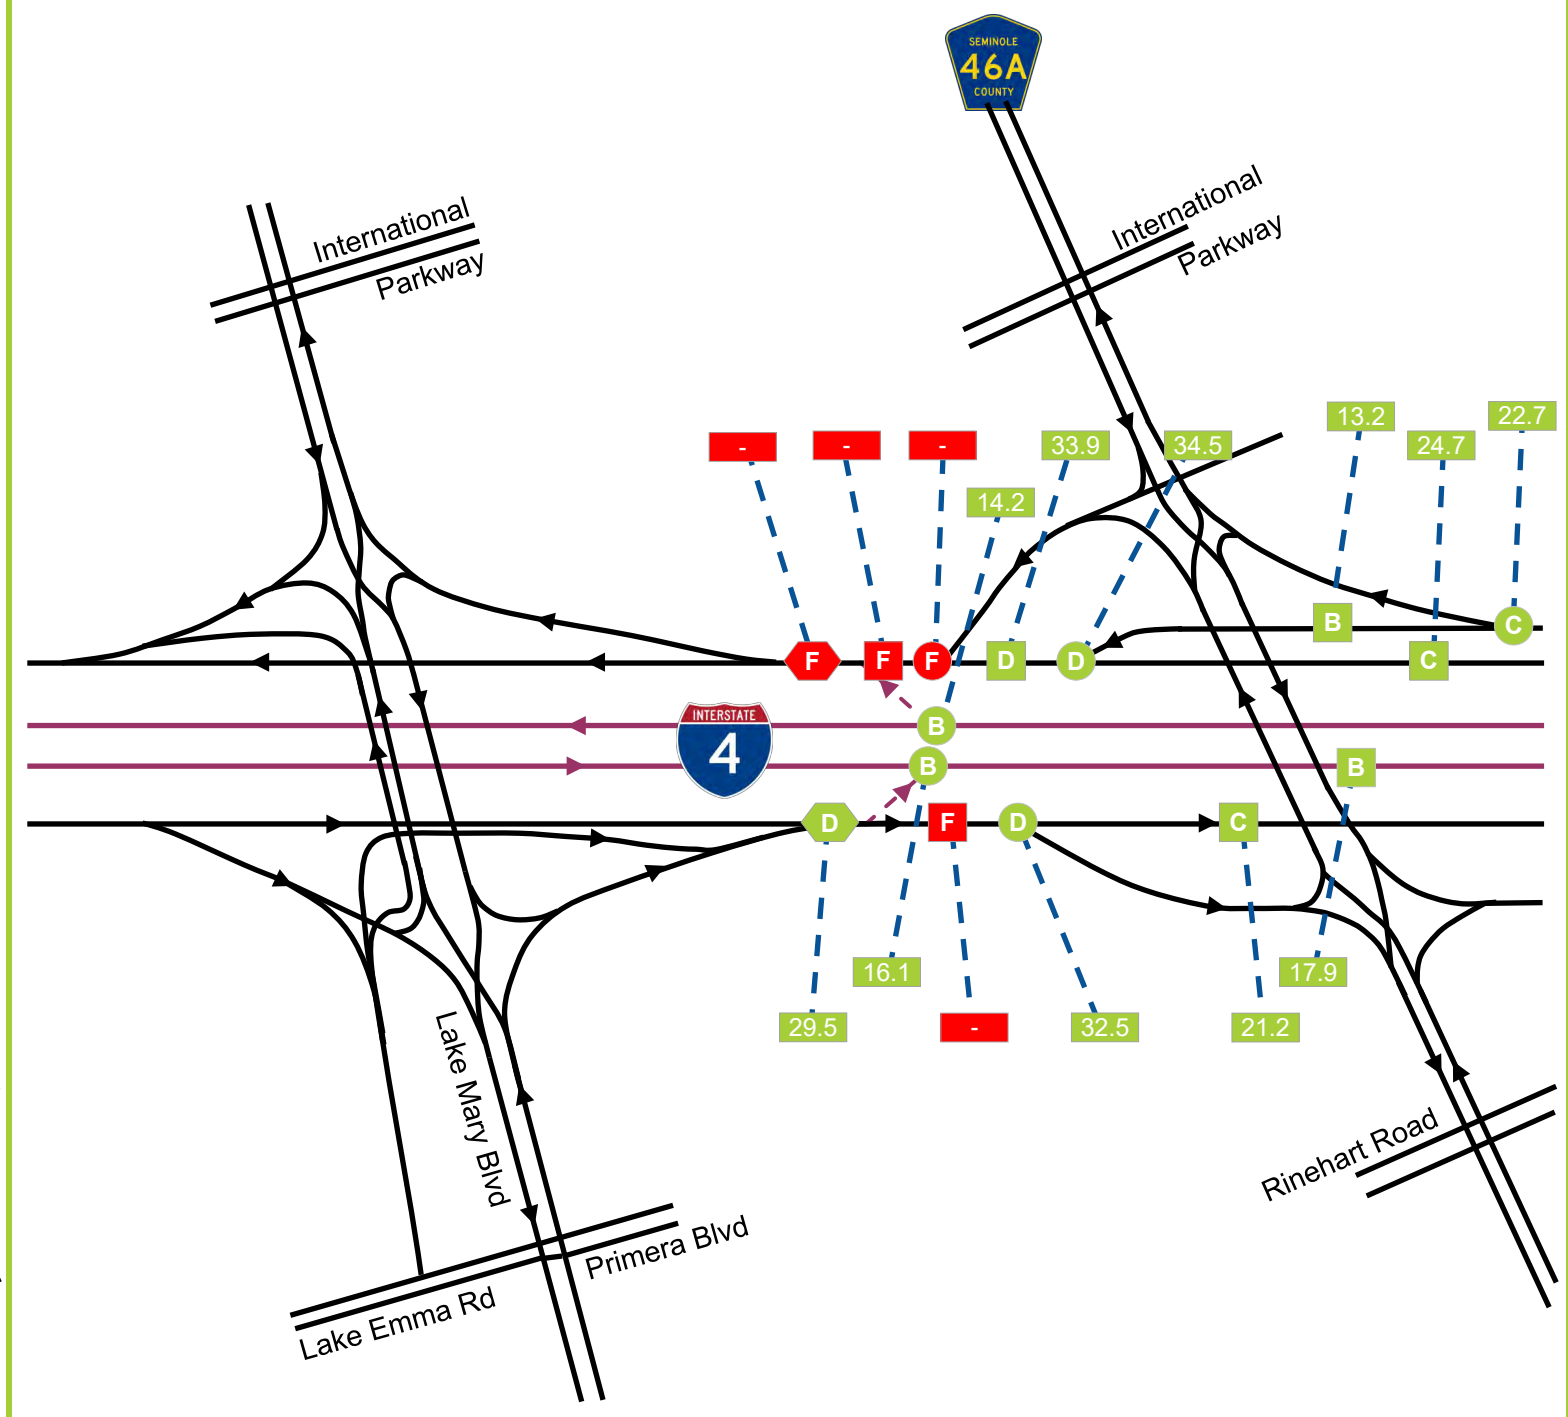 SEMINOLE
46A
COUNTY
International
Parkway
International
Parkway
-
-
-
33.9
34.5
13.2
24.7
22.7
14.2
B
C
F
F
F
D
D
C
INTERSTATE
4
B
B
B
D
F
D
C
16.1
17.9
29.5
-
32.5
21.2
Lake Mary Blvd
Rinehart Road
Primera Blvd
Lake Emma Rd